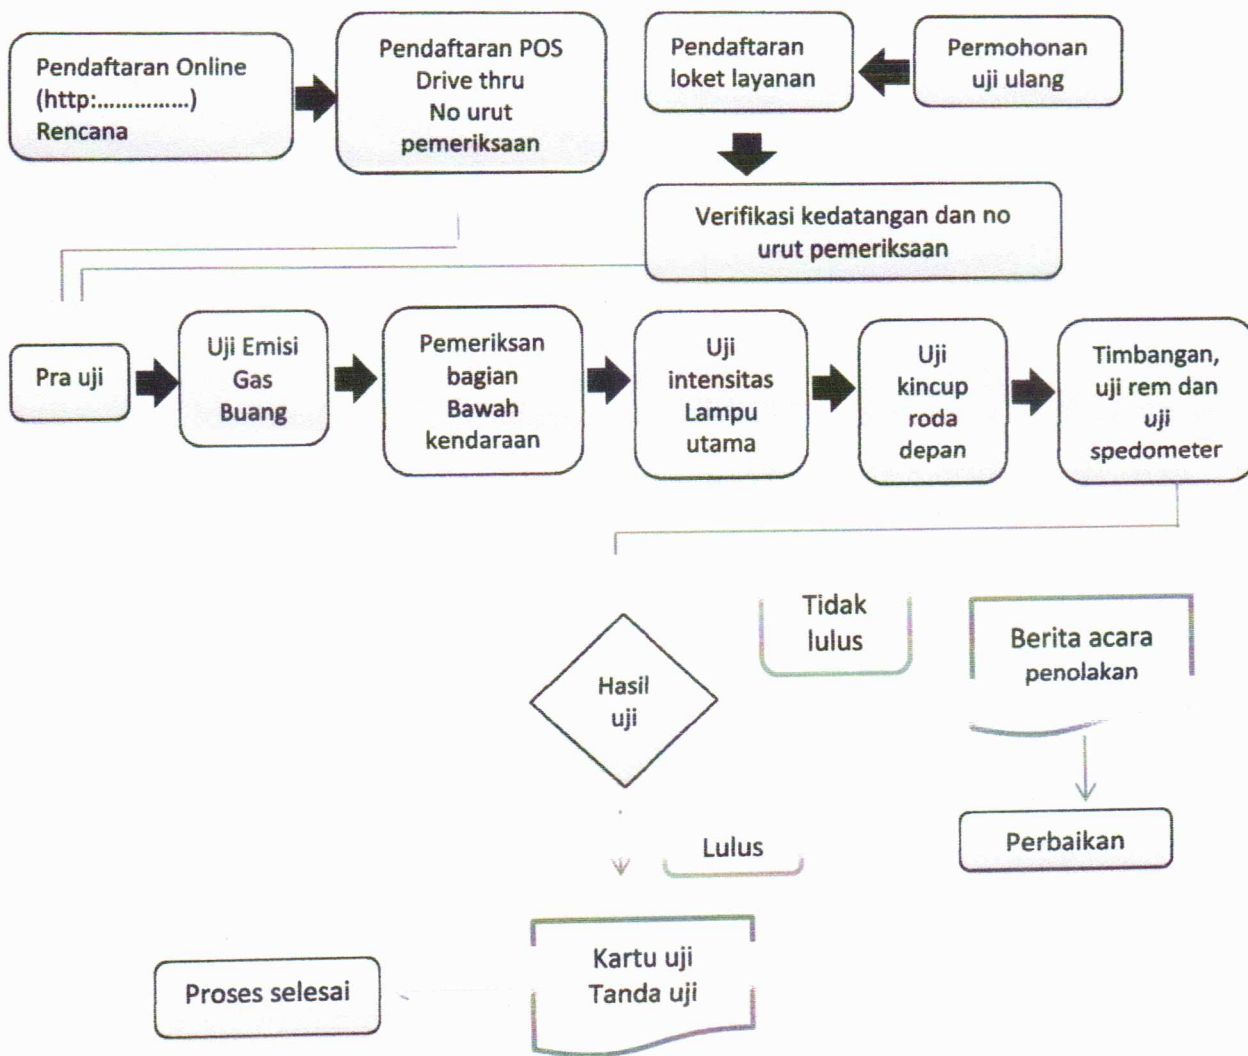 Pendaftaran Online
(http:……………)
Rencana
Pendaftaran POS
Drive thru
No urut
pemeriksaan
Pendaftaran
loket layanan
Permohonan
uji ulang
Verifikasi kedatangan dan no
urut pemeriksaan
Pra uji
Uji Emisi
Gas
Buang
Pemeriksan
bagian
Bawah
kendaraan
Uji
intensitas
Lampu
utama
Uji
kincup
roda
depan
Timbangan,
uji rem dan
uji
spedometer
Hasil
uji
Tidak
lulus
Berita acara
penolakan
Perbaikan
Lulus
Kartu uji
Tanda uji
Proses selesai